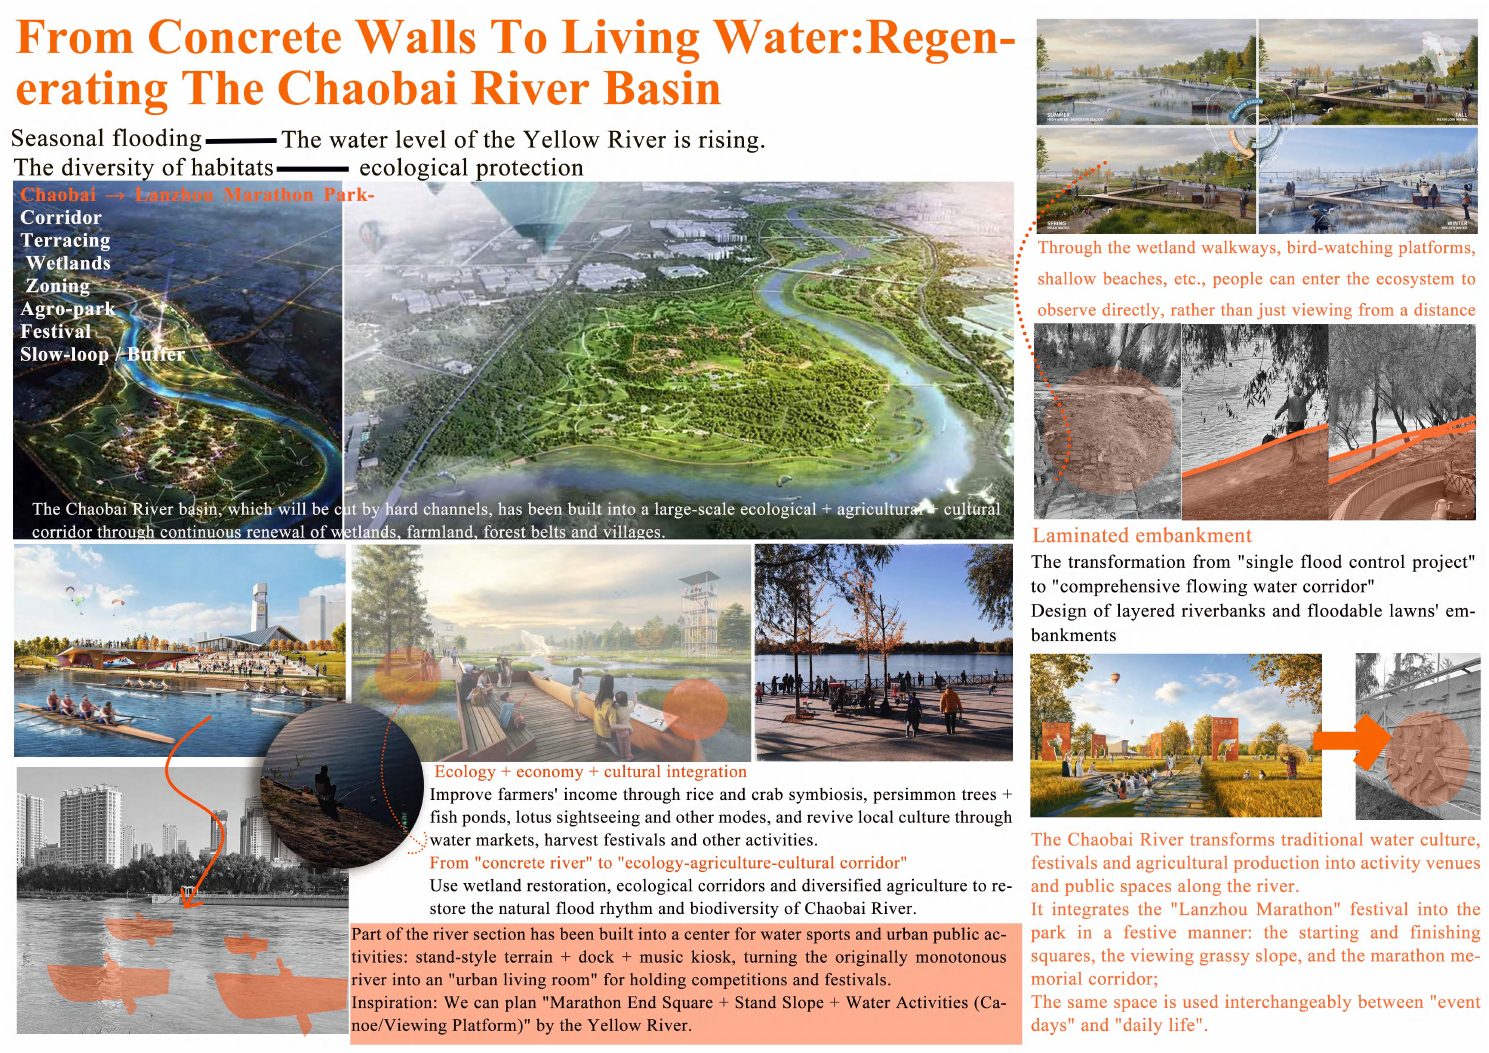 From Concrete Walls To Living Water:Regen-
erating The Chaobai River Basin
Seasonal flooding — The water level of the Yellow River is rising.
The diversity of habitats — ecological protection
Chaobai → Lanzhou Marathon Park-
Corridor
Terracing
Wetlands
Zoning
Agro-park
Festival
Slow-loop / Buffer
The Chaobai River basin, which will be cut by hard channels, has been built into a large-scale ecological + agricultural + cultural
corridor through continuous renewal of wetlands, farmland, forest belts and villages.
Ecology + economy + cultural integration
Improve farmers' income through rice and crab symbiosis, persimmon trees +
fish ponds, lotus sightseeing and other modes, and revive local culture through
water markets, harvest festivals and other activities.
From "concrete river" to "ecology-agriculture-cultural corridor"
Use wetland restoration, ecological corridors and diversified agriculture to re-
store the natural flood rhythm and biodiversity of Chaobai River.
Part of the river section has been built into a center for water sports and urban public ac-
tivities: stand-style terrain + dock + music kiosk, turning the originally monotonous
river into an "urban living room" for holding competitions and festivals.
Inspiration: We can plan "Marathon End Square + Stand Slope + Water Activities (Ca-
noe/Viewing Platform)" by the Yellow River.
SUMMER
FALL
SPRING
WINTER
Through the wetland walkways, bird-watching platforms,
shallow beaches, etc., people can enter the ecosystem to
observe directly, rather than just viewing from a distance
Laminated embankment
The transformation from "single flood control project"
to "comprehensive flowing water corridor"
Design of layered riverbanks and floodable lawns' em-
bankments
The Chaobai River transforms traditional water culture,
festivals and agricultural production into activity venues
and public spaces along the river.
It integrates the "Lanzhou Marathon" festival into the
park in a festive manner: the starting and finishing
squares, the viewing grassy slope, and the marathon me-
morial corridor;
The same space is used interchangeably between "event
days" and "daily life".